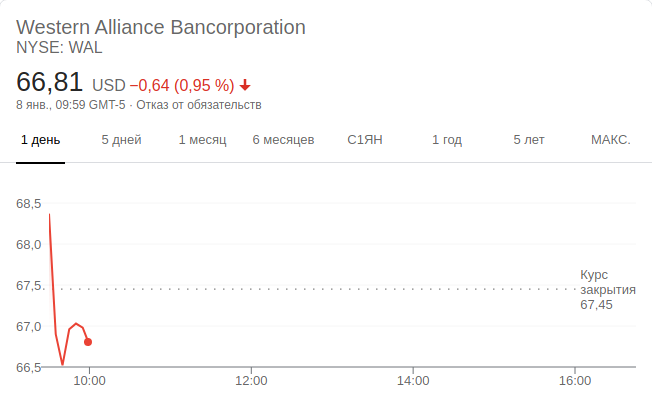 Western Alliance Bancorporation
NYSE: WAL
66,81 USD −0,64 (0,95 %)
8 янв., 09:59 GMT-5 · Отказ от обязательств
1 день 5 дней 1 месяц 6 месяцев С1ЯН 1 год 5 лет МАКС.
68,5
68,0
67,5
67,0
66,5
Курс
закрытия
67,45
10:00 12:00 14:00 16:00